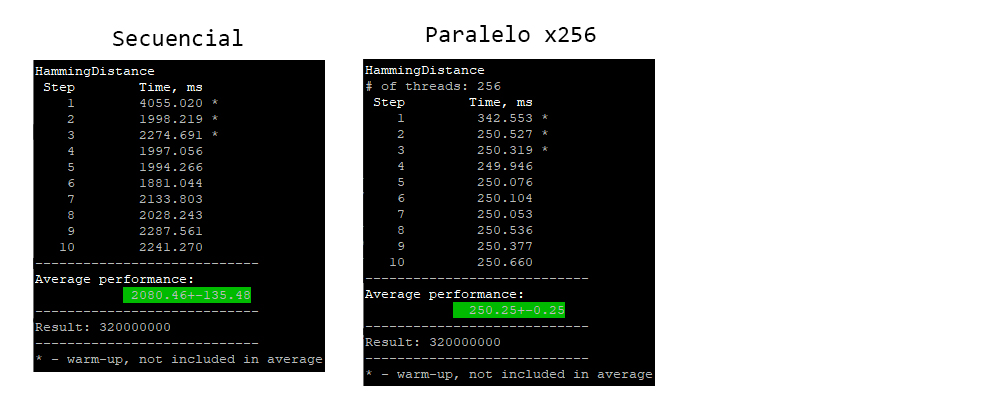 Secuencial
HammingDistance
Step Time, ms
1 4055.020 *
2 1998.219 *
3 2274.691 *
4 1997.056
5 1994.266
6 1881.044
7 2133.803
8 2028.243
9 2287.561
10 2241.270
----------------------------
Average performance:
2080.46+-135.48
----------------------------
Result: 320000000
----------------------------
* - warm-up, not included in average
Paralelo x256
HammingDistance
# of threads: 256
Step Time, ms
1 342.553 *
2 250.527 *
3 250.319 *
4 249.946
5 250.076
6 250.104
7 250.053
8 250.536
9 250.377
10 250.660
----------------------------
Average performance:
250.25+-0.25
----------------------------
Result: 320000000
----------------------------
* - warm-up, not included in average